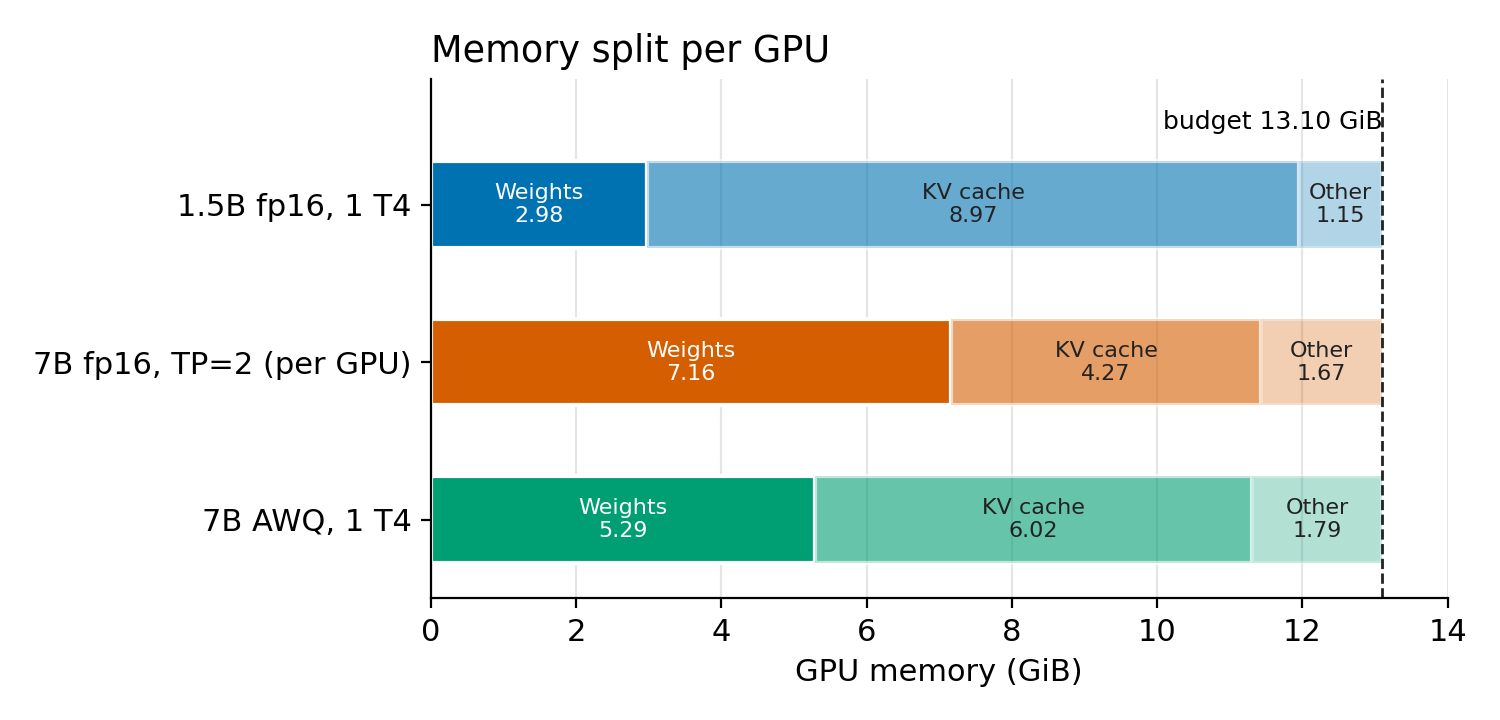 Memory split per GPU
budget 13.10 GiB
1.5B fp16, 1 T4
Weights
2.98
KV cache
8.97
Other
1.15
7B fp16, TP=2 (per GPU)
Weights
7.16
KV cache
4.27
Other
1.67
7B AWQ, 1 T4
Weights
5.29
KV cache
6.02
Other
1.79
0 2 4 6 8 10 12 14
GPU memory (GiB)